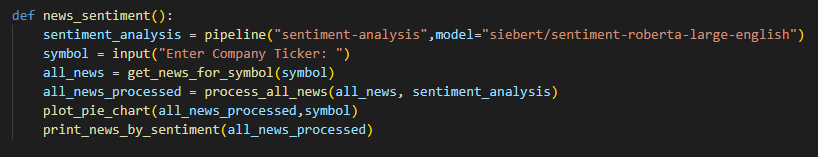 def news_sentiment():
    sentiment_analysis = pipeline("sentiment-analysis",model="siebert/sentiment-roberta-large-english")
    symbol = input("Enter Company Ticker: ")
    all_news = get_news_for_symbol(symbol)
    all_news_processed = process_all_news(all_news, sentiment_analysis)
    plot_pie_chart(all_news_processed,symbol)
    print_news_by_sentiment(all_news_processed)